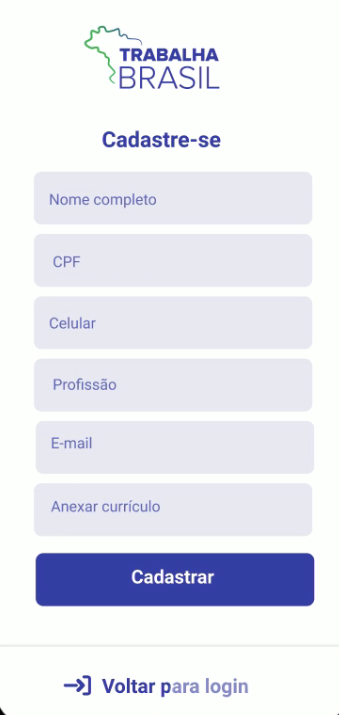 TRABALHA
BRASIL
Cadastre-se
Nome completo
CPF
Celular
Profissão
E-mail
Anexar currículo
Cadastrar
Voltar para login